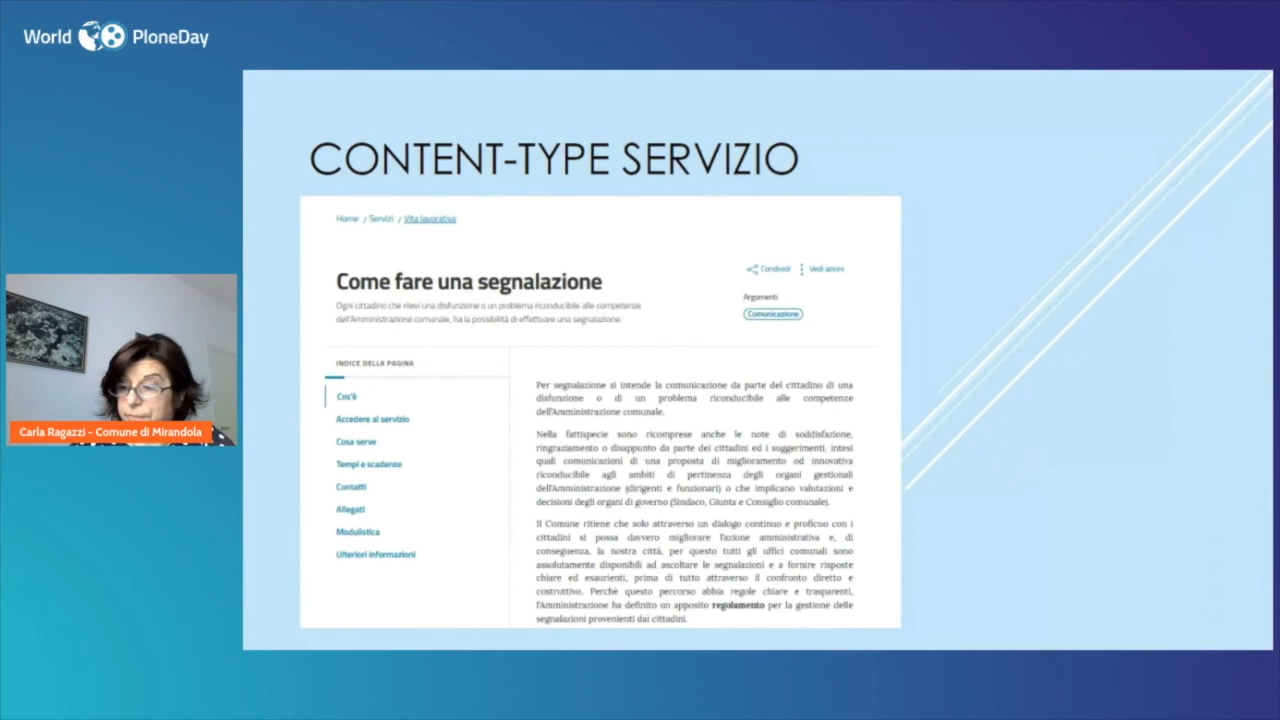 World PloneDay
CONTENT-TYPE SERVIZIO
Home / Servizi / Vita lavorativa
Come fare una segnalazione
Ogni cittadino che rilevi una disfunzione o un problema riconducibile alle competenze
dell'Amministrazione comunale, ha la possibilità di effettuare una segnalazione.
Condividi
Vedi azioni
Argomenti
Comunicazione
INDICE DELLA PAGINA
Cos'è
Accedere al servizio
Cosa serve
Tempi e scadenze
Contatti
Allegati
Modulistica
Ulteriori informazioni
Per segnalazione si intende la comunicazione da parte del cittadino di una
disfunzione o di un problema riconducibile alle competenze
dell'Amministrazione comunale.
Nella fattispecie sono ricomprese anche le note di soddisfazione,
ringraziamento o disappunto da parte dei cittadini ed i suggerimenti, intesi
quali comunicazioni di una proposta di miglioramento od innovativa
riconducibile agli ambiti di pertinenza degli organi gestionali
dell'Amministrazione (dirigenti e funzionari) o che implicano valutazioni e
decisioni degli organi di governo (Sindaco, Giunta e Consiglio comunale).
Il Comune ritiene che solo attraverso un dialogo continuo e proficuo con i
cittadini si possa davvero migliorare l'azione amministrativa e, di
conseguenza, la nostra città, per questo tutti gli uffici comunali sono
assolutamente disponibili ad ascoltare le segnalazioni e a fornire risposte
chiare ed esaurienti, prima di tutto attraverso il confronto diretto e
costruttivo. Perchè questo percorso abbia regole chiare e trasparenti,
l'Amministrazione ha definito un apposito regolamento per la gestione delle
segnalazioni provenienti dai cittadini.
Carla Ragazzi - Comune di Mirandola